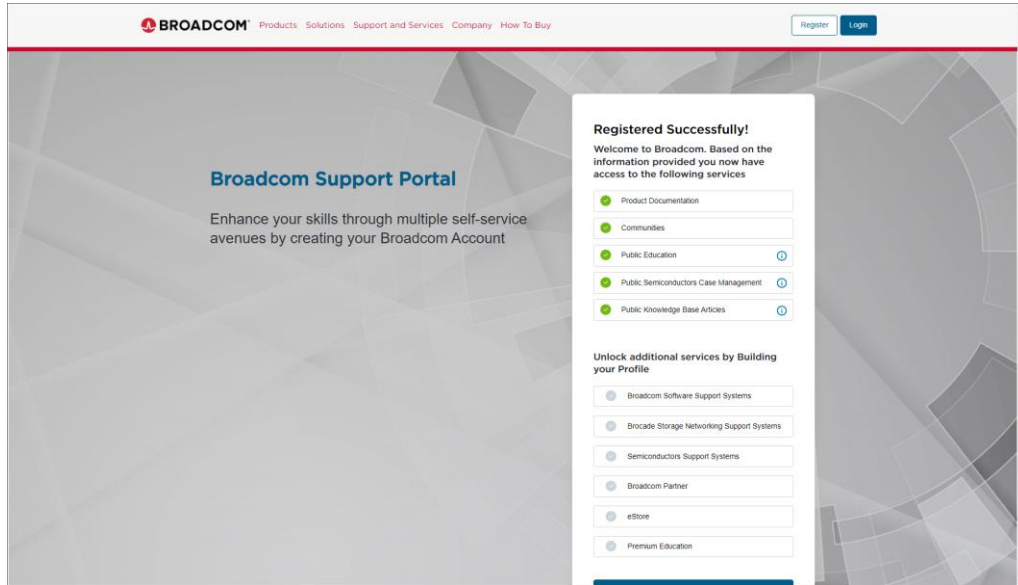 BROADCOM Products Solutions Support and Services Company How To Buy Register Login
Registered Successfully!
Welcome to Broadcom. Based on the
information provided you now have
access to the following services
Broadcom Support Portal
Enhance your skills through multiple self-service
avenues by creating your Broadcom Account
Product Documentation
Communities
Public Education
Public Semiconductors Case Management
Public Knowledge Base Articles
Unlock additional services by Building
your Profile
Broadcom Software Support Systems
Brocade Storage Networking Support Systems
Semiconductors Support Systems
Broadcom Partner
eStore
Premium Education